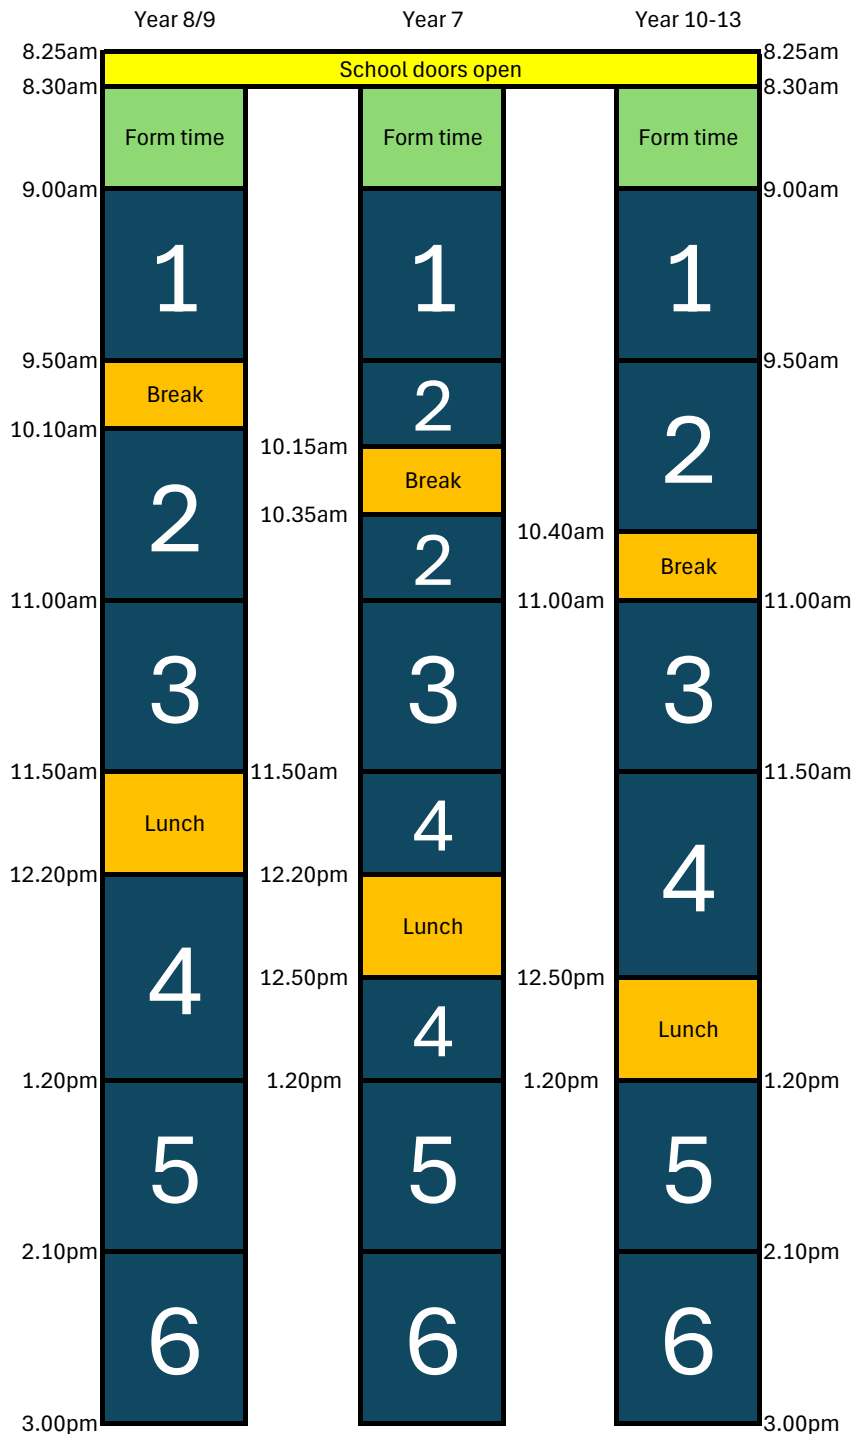 Year 8/9 Year 7 Year 10-13
8.25am 8.25am
School doors open
8.30am 8.30am
Form time Form time Form time
9.00am 9.00am
1 1 1
9.50am 9.50am
Break 2
10.10am
10.15am
2 Break 2
10.35am
10.40am
2 Break
11.00am 11.00am 11.00am
3 3 3
11.50am 11.50am 11.50am
Lunch 4
12.20pm 12.20pm
4
Lunch
12.50pm 12.50pm
4 4 Lunch
1.20pm 1.20pm 1.20pm 1.20pm
5 5 5
2.10pm 2.10pm
6 6 6
3.00pm 3.00pm